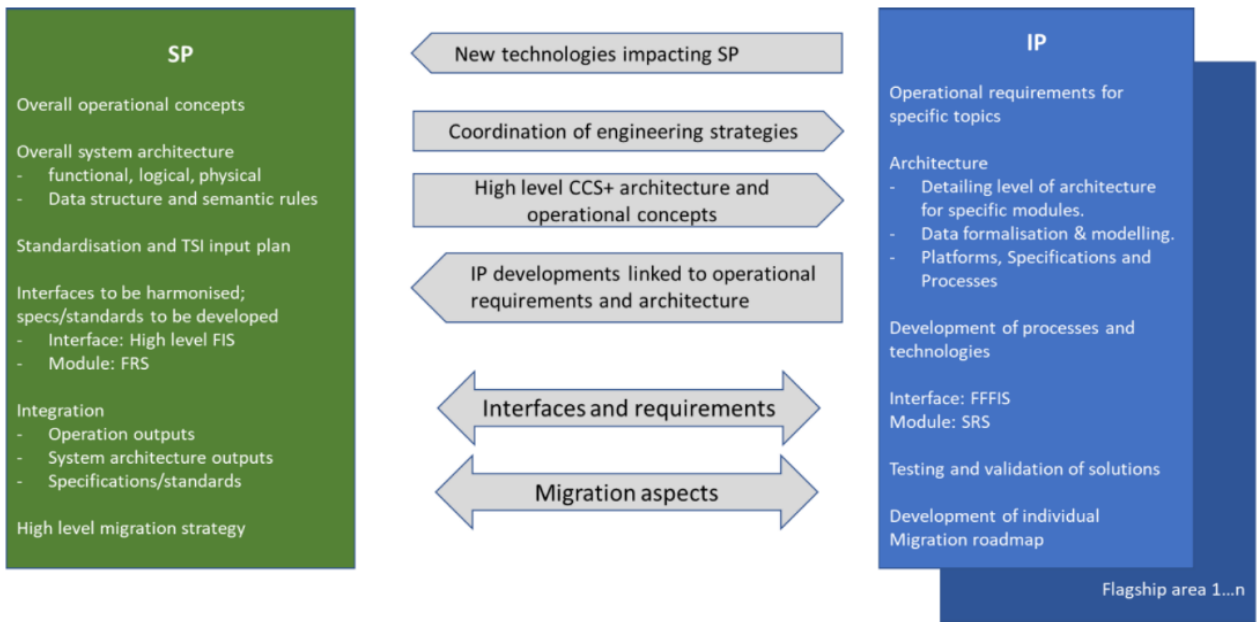 SP
Overall operational concepts
Overall system architecture
- functional, logical, physical
- Data structure and semantic rules
Standardisation and TSI input plan
Interfaces to be harmonised;
specs/standards to be developed
- Interface: High level FIS
- Module: FRS
Integration
- Operation outputs
- System architecture outputs
- Specifications/standards
High level migration strategy
New technologies impacting SP
Coordination of engineering strategies
High level CCS+ architecture and
operational concepts
IP developments linked to operational
requirements and architecture
Interfaces and requirements
Migration aspects
IP
Operational requirements for
specific topics
Architecture
- Detailing level of architecture
for specific modules.
- Data formalisation & modelling.
- Platforms, Specifications and
Processes
Development of processes and
technologies
Interface: FFFIS
Module: SRS
Testing and validation of solutions
Development of individual
Migration roadmap
Flagship area 1...n